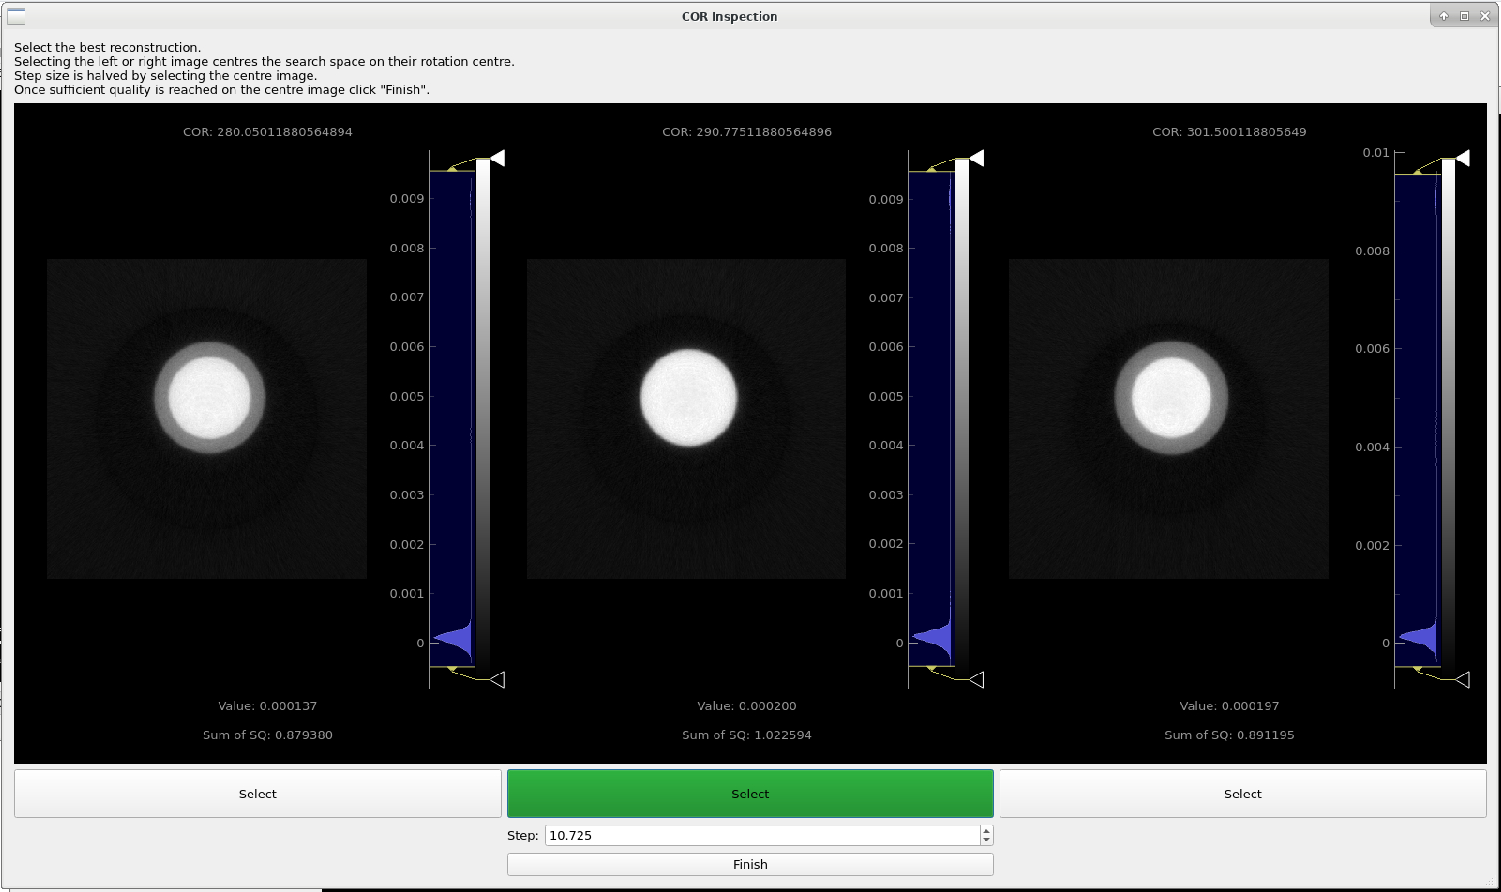 COR Inspection
Select the best reconstruction.
Selecting the left or right image centres the search space on their rotation centre.
Step size is halved by selecting the centre image.
Once sufficient quality is reached on the centre image click "Finish".
COR: 280.05011880564894
COR: 290.77511880564896
COR: 301.500118805649
0.009
0.008
0.007
0.006
0.005
0.004
0.003
0.002
0.001
0
0.009
0.008
0.007
0.006
0.005
0.004
0.003
0.002
0.001
0
0.01
0.008
0.006
0.004
0.002
0
Value: 0.000137
Value: 0.000200
Value: 0.000197
Sum of SQ: 0.879380
Sum of SQ: 1.022594
Sum of SQ: 0.891195
Select
Select
Select
Step: 10.725
Finish